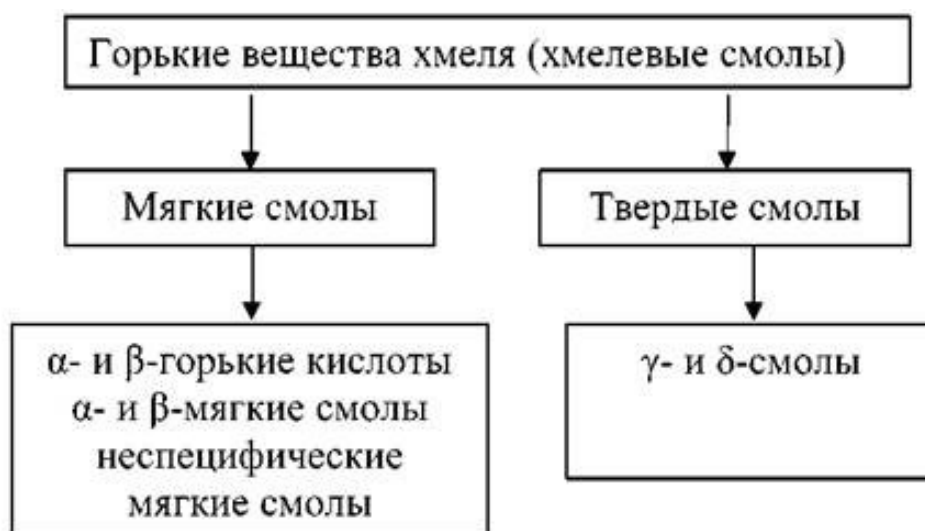 Горькие вещества хмеля (хмелевые смолы)
Мягкие смолы
Твердые смолы
α- и β-горькие кислоты
α- и β-мягкие смолы
неспецифические
мягкие смолы
γ- и δ-смолы